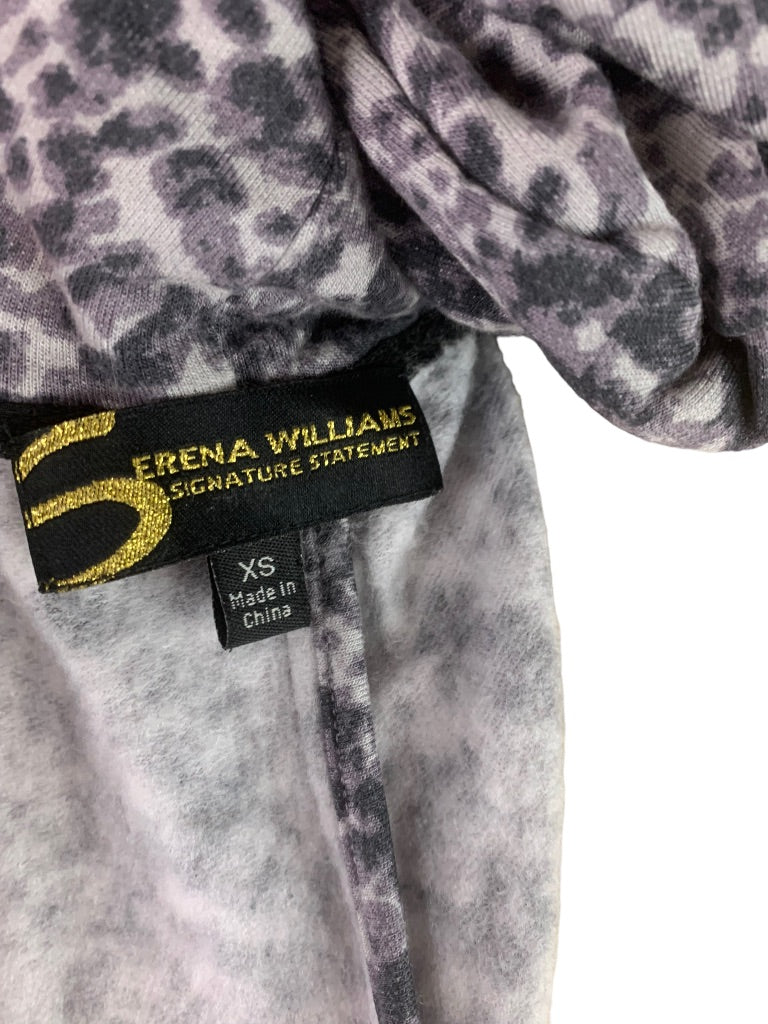 SERENA WILLIAMS
SIGNATURE STATEMENT
XS
Made in
China